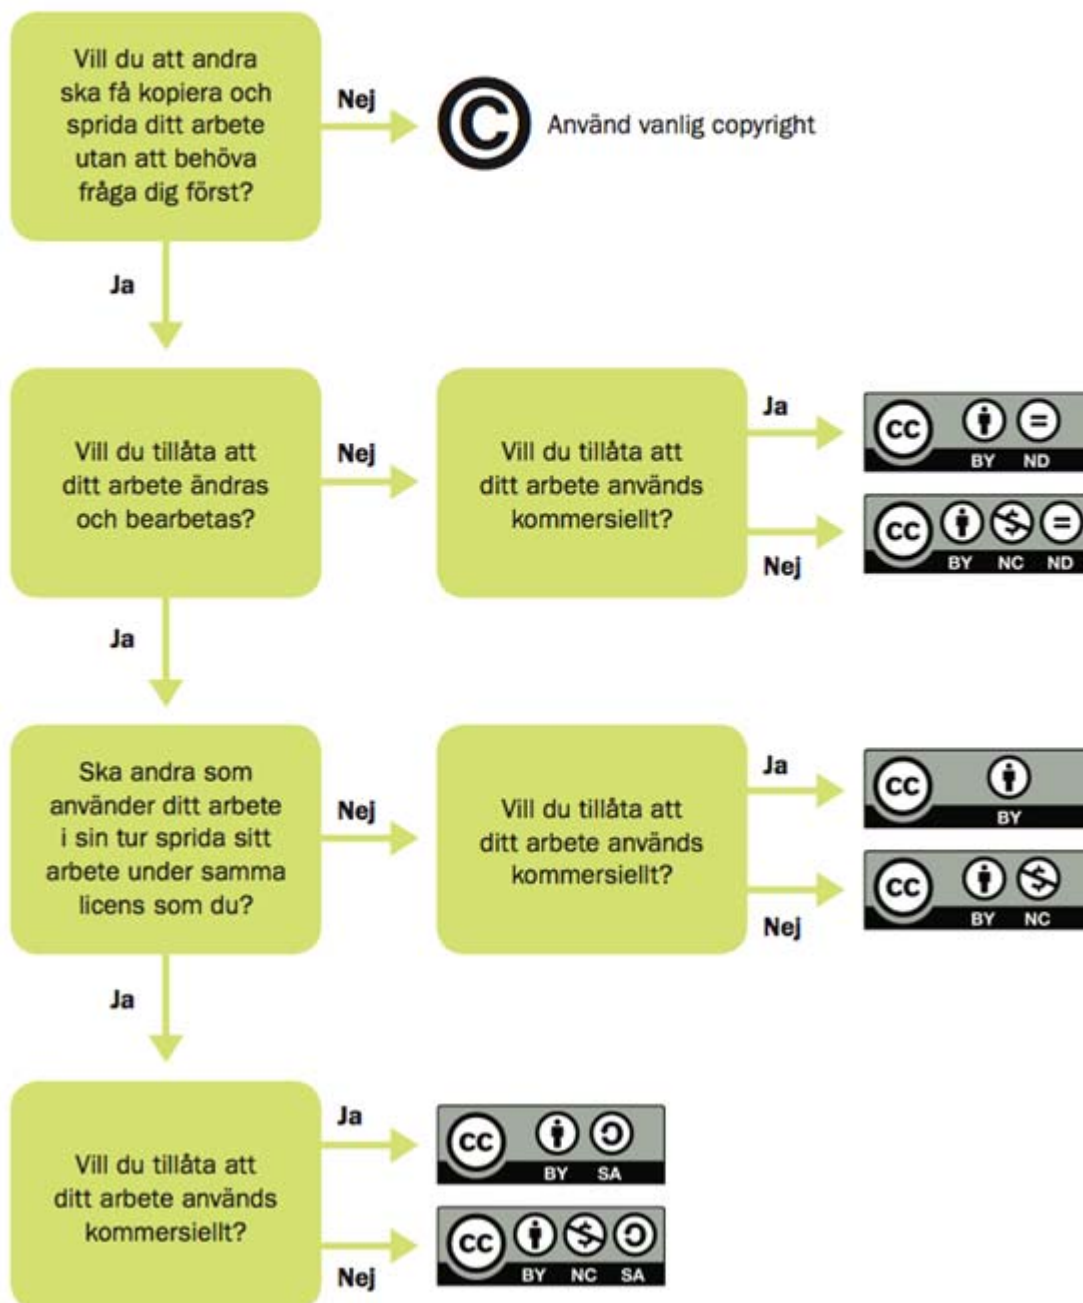 Vill du att andra
ska få kopiera och
sprida ditt arbete
utan att behöva
fråga dig först?
Nej
C Använd vanlig copyright
Ja
Vill du tillåta att
ditt arbete ändras
och bearbetas?
Nej
Vill du tillåta att
ditt arbete används
kommersiellt?
Ja
cc
BY ND
Nej
cc
BY NC ND
Ja
Ska andra som
använder ditt arbete
i sin tur sprida sitt
arbete under samma
licens som du?
Nej
Vill du tillåta att
ditt arbete används
kommersiellt?
Ja
cc
BY
Nej
cc
BY NC
Ja
Vill du tillåta att
ditt arbete används
kommersiellt?
Ja
cc
BY SA
Nej
cc
BY NC SA